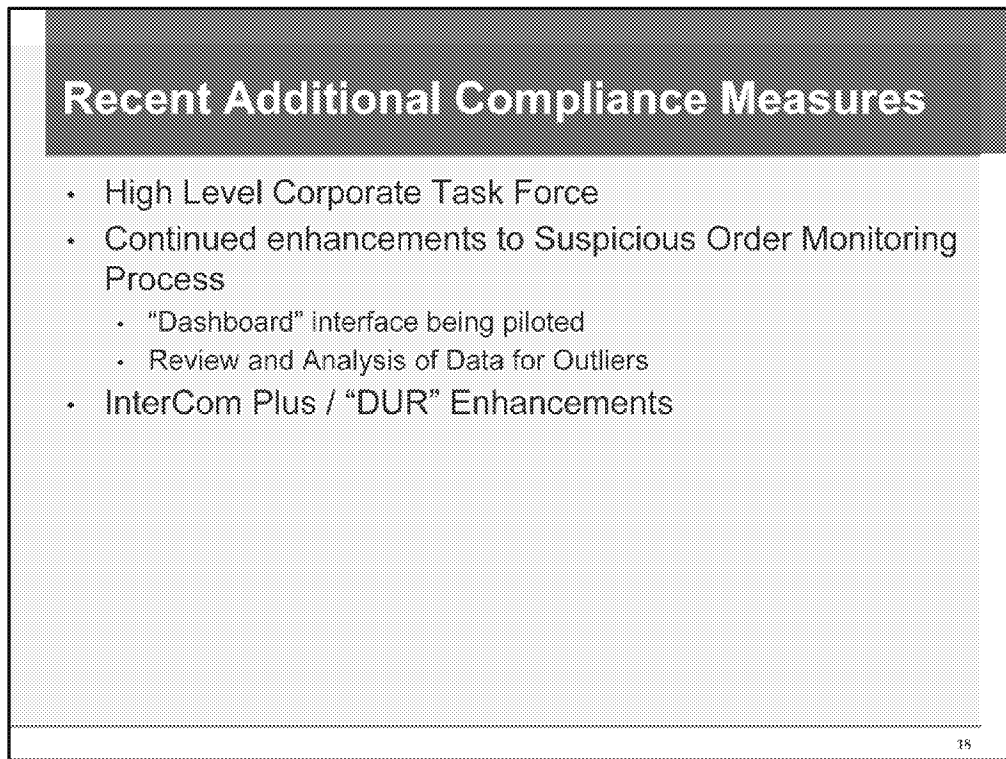 Recent Additional Compliance Measures
• High Level Corporate Task Force
• Continued enhancements to Suspicious Order Monitoring
Process
• “Dashboard” interface being piloted
• Review and Analysis of Data for Outliers
• InterCom Plus / “DUR” Enhancements
18